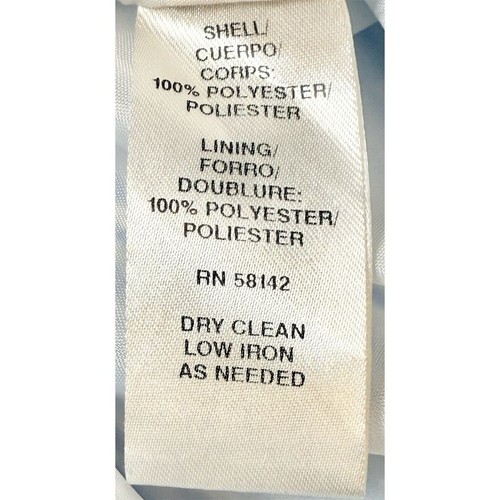 SHELL/
CUERPO/
CORPS:
100% POLYESTER/
POLIESTER
LINING/
FORRO/
DOUBLURE:
100% POLYESTER/
POLIESTER
RN 58142
DRY CLEAN
LOW IRON
AS NEEDED